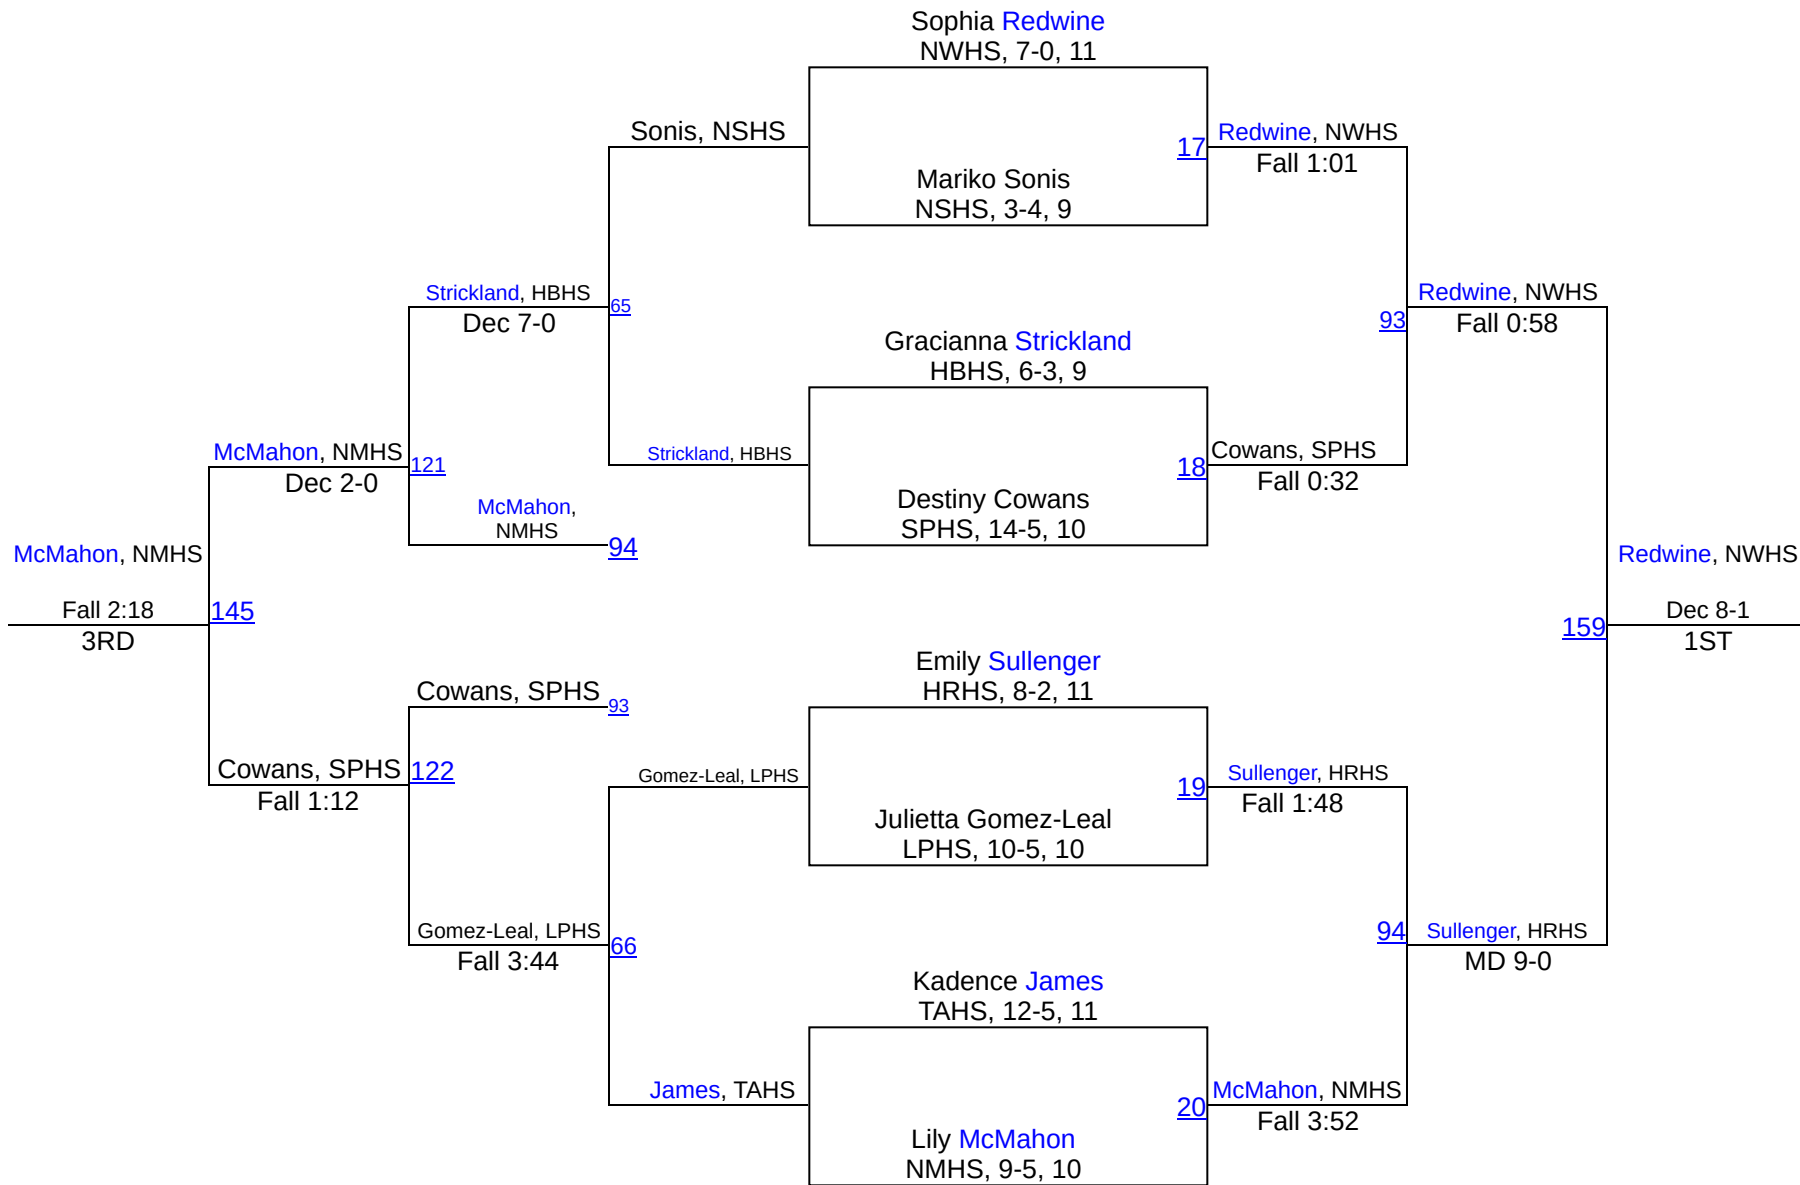 Sophia Redwine
NWHS, 7-0, 11
Sonis, NSHS
17
Redwine, NWHS
Fall 1:01
Mariko Sonis
NSHS, 3-4, 9
Strickland, HBHS
Dec 7-0
65
93
Redwine, NWHS
Fall 0:58
Gracianna Strickland
HBHS, 6-3, 9
McMahon, NMHS
Dec 2-0
121
Strickland, HBHS
18
Cowans, SPHS
Fall 0:32
McMahon,
NMHS
94
Destiny Cowans
SPHS, 14-5, 10
McMahon, NMHS
Fall 2:18
3RD
145
159
Redwine, NWHS
Dec 8-1
1ST
Emily Sullenger
HRHS, 8-2, 11
Cowans, SPHS
93
Cowans, SPHS
Fall 1:12
122
Gomez-Leal, LPHS
19
Sullenger, HRHS
Fall 1:48
Julietta Gomez-Leal
LPHS, 10-5, 10
Gomez-Leal, LPHS
Fall 3:44
66
94
Sullenger, HRHS
MD 9-0
Kadence James
TAHS, 12-5, 11
James, TAHS
20
McMahon, NMHS
Fall 3:52
Lily McMahon
NMHS, 9-5, 10